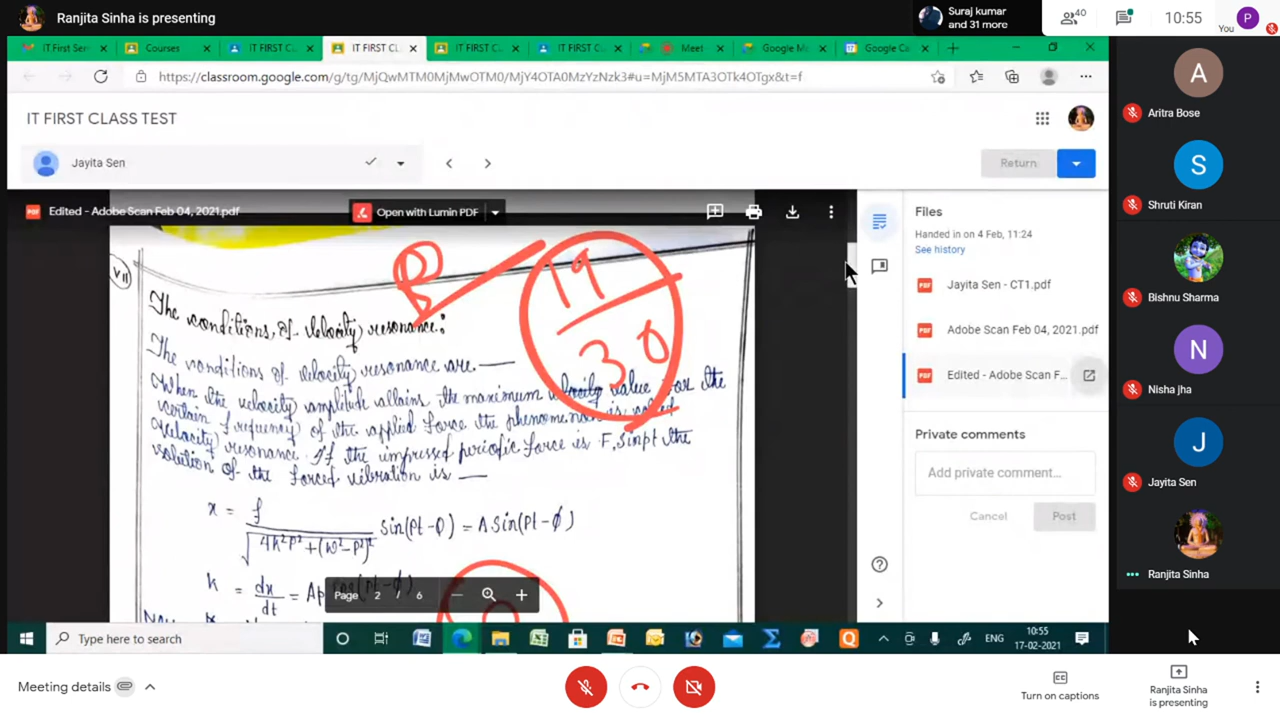 Ranjita Sinha is presenting
Suraj kumar
and 31 more
40
10:55
You
P
IT First Ser
Courses
IT FIRST C
IT FIRST CL
IT FIRST C
IT FIRST C
Meet
Google M
Google Ca
https://classroom.google.com/g/tg/MjQwMTM0MjMwOTM0/MjY4OTA0MzYzNzk3#u=MjM5MTA3OTk4OTgx&t=f
IT FIRST CLASS TEST
Jayita Sen
Return
Edited - Adobe Scan Feb 04, 2021.pdf
Open with Lumin PDF
19
30
VII
The conditions, of velocity resonance:
The conditions of velocity resonance are —
When the velocity amplitude attains the maximum value for the
certain frequency of the applied force the phenomenon is called
velocity resonance. If the impressed periodic force is F, Sinpt the
solution of the forced vibration is —
x = f / √4k²p² + (w² - p²)² Sin(pt-φ) = A Sin(pt-φ)
= dx/dt = Ap
Page 2 / 6
Files
Handed in on 4 Feb, 11:24
See history
PDF Jayita Sen - CT1.pdf
PDF Adobe Scan Feb 04, 2021.pdf
PDF Edited - Adobe Scan F...
Private comments
Add private comment...
Cancel
Post
A
Aritra Bose
S
Shruti Kiran
Bishnu Sharma
N
Nisha jha
J
Jayita Sen
Ranjita Sinha
Type here to search
ENG
10:55
17-02-2021
Meeting details
Turn on captions
Ranjita Sinha
is presenting